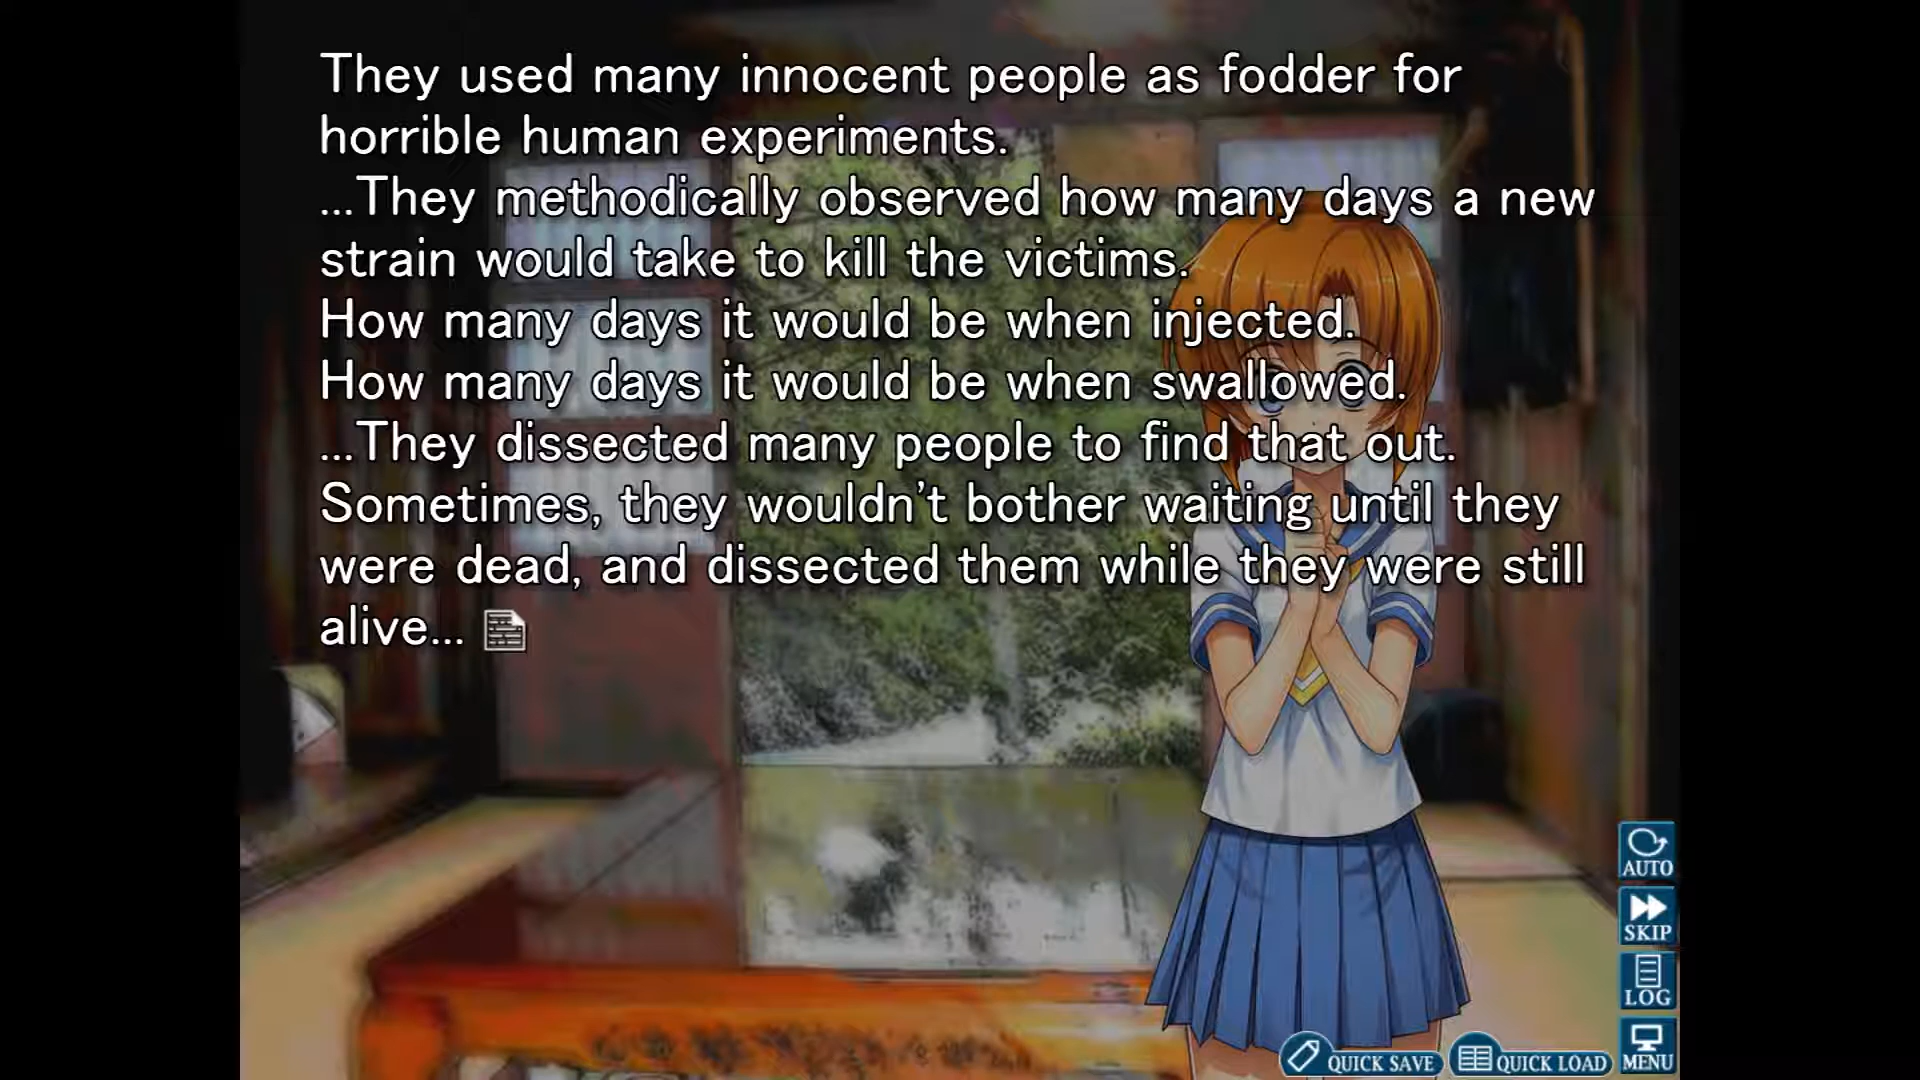 They used many innocent people as fodder for
horrible human experiments.
...They methodically observed how many days a new
strain would take to kill the victims.
How many days it would be when injected.
How many days it would be when swallowed.
...They dissected many people to find that out.
Sometimes, they wouldn't bother waiting until they
were dead, and dissected them while they were still
alive...
AUTO
SKIP
LOG
MENU
QUICK SAVE
QUICK LOAD